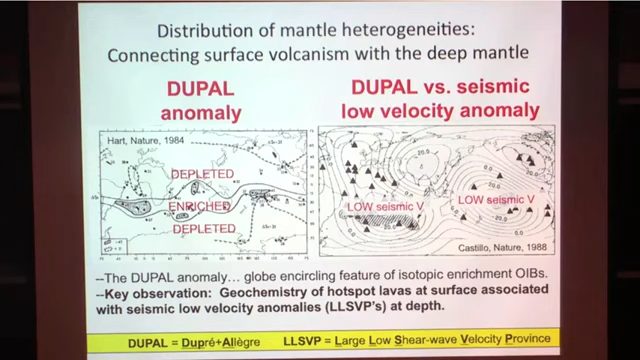 Distribution of mantle heterogeneities:
Connecting surface volcanism with the deep mantle
DUPAL
anomaly
DUPAL vs. seismic
low velocity anomaly
Hart, Nature, 1984
DEPLETED
ENRICHED
DEPLETED
LOW seismic V
LOW seismic V
Castillo, Nature, 1988
--The DUPAL anomaly… globe encircling feature of isotopic enrichment OIBs.
--Key observation: Geochemistry of hotspot lavas at surface associated
with seismic low velocity anomalies (LLSVP's) at depth.
DUPAL = Dupré+Allègre LLSVP = Large Low Shear-wave Velocity Province